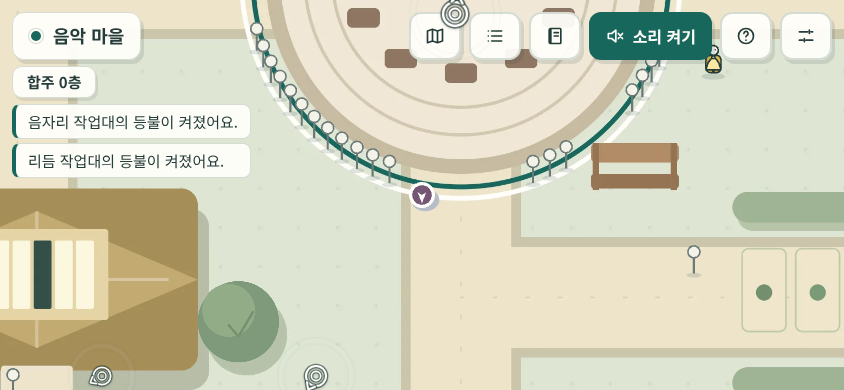 음악 마을
소리 켜기
합주 0층
음자리 작업대의 등불이 켜졌어요.
리듬 작업대의 등불이 켜졌어요.